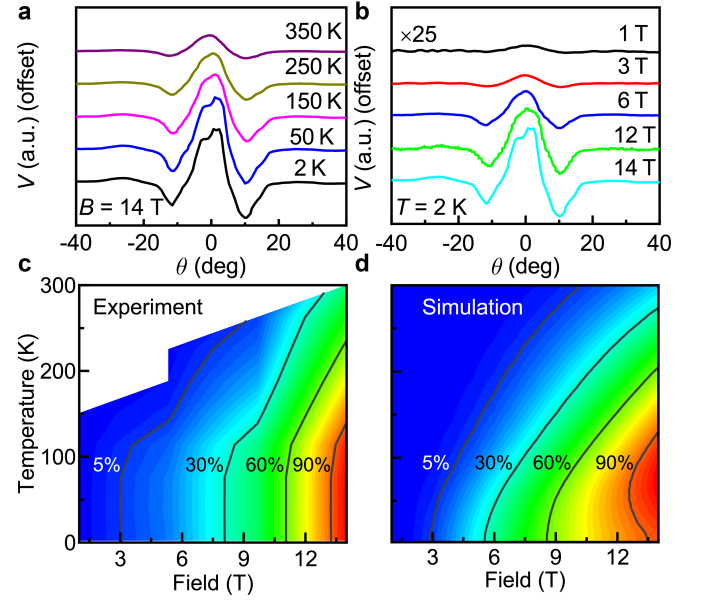 a
350 K
250 K
150 K
50 K
2 K
B = 14 T
V (a.u.) (offset)
-40 -20 0 20 40
θ (deg)
b
×25
1 T
3 T
6 T
12 T
14 T
T = 2 K
V (a.u.) (offset)
-40 -20 0 20 40
θ (deg)
c
Experiment
300
200
100
0
Temperature (K)
5% 30% 60% 90%
3 6 9 12
Field (T)
d
Simulation
5% 30% 60% 90%
3 6 9 12
Field (T)